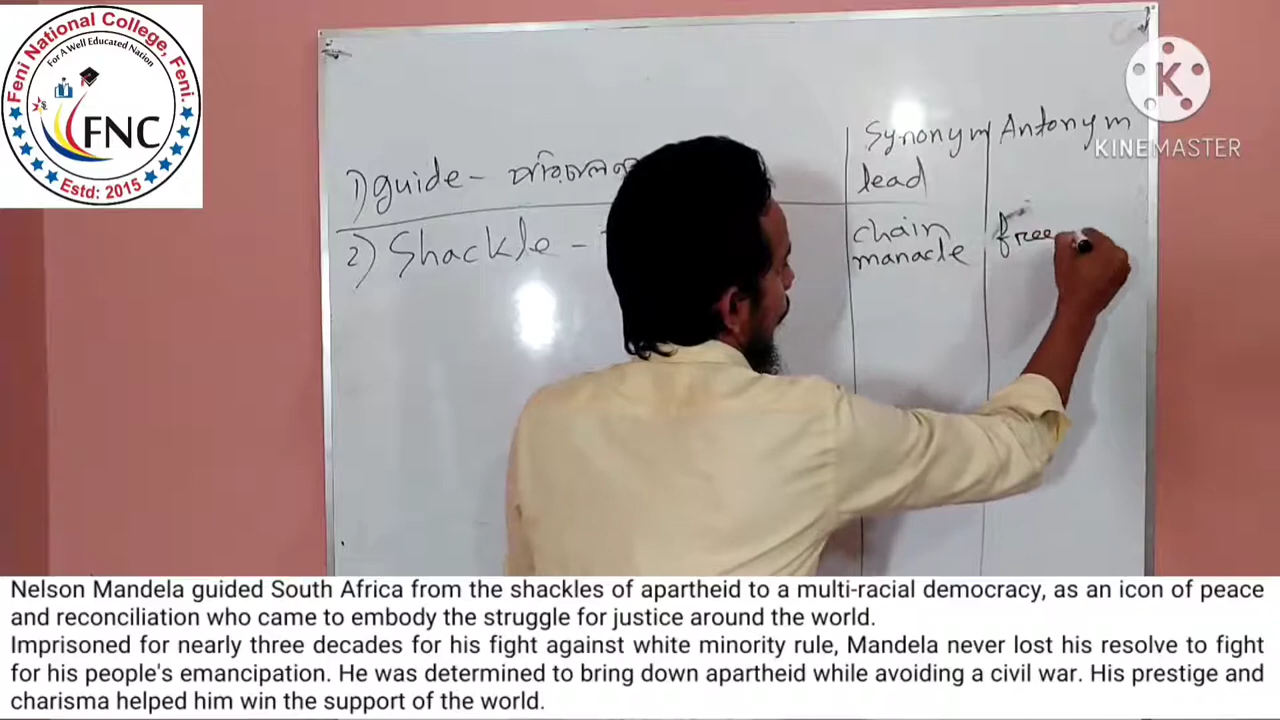 Feni National College, Feni.
For A Well Educated Nation
FNC
Estd: 2015
KINEMASTER
Synonym Antonym
1) guide - lead
2) Shackle - chain free
manacle
Nelson Mandela guided South Africa from the shackles of apartheid to a multi-racial democracy, as an icon of peace
and reconciliation who came to embody the struggle for justice around the world.
Imprisoned for nearly three decades for his fight against white minority rule, Mandela never lost his resolve to fight
for his people's emancipation. He was determined to bring down apartheid while avoiding a civil war. His prestige and
charisma helped him win the support of the world.